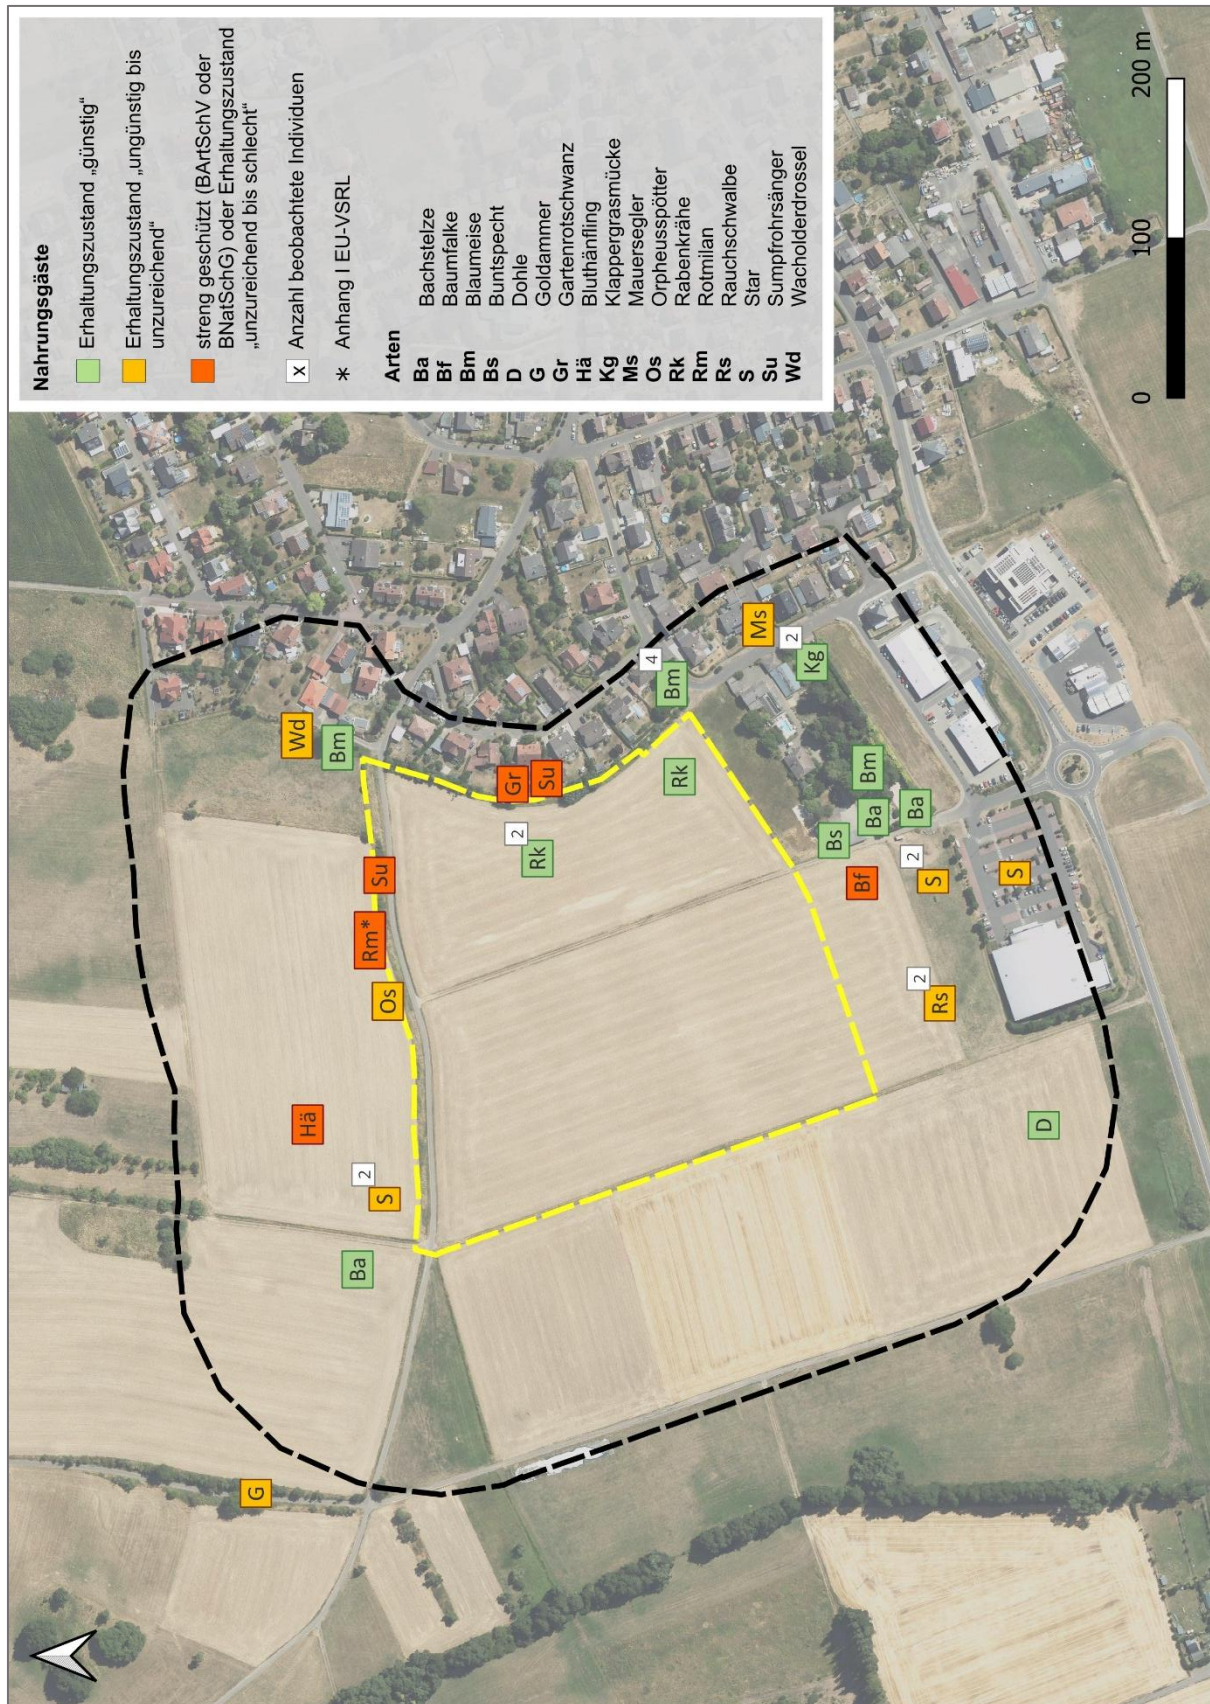 Nahrungsgäste
Erhaltungszustand „günstig“
Erhaltungszustand „ungünstig bis
unzureichend“
streng geschützt (BArtSchV oder
BNatSchG) oder Erhaltungszustand
„unzureichend bis schlecht“
x Anzahl beobachtete Individuen
* Anhang I EU-VSRL
Arten
Ba Bachstelze
Bf Baumfalke
Bm Blaumeise
Bs Buntspecht
D Dohle
G Goldammer
Gr Gartenrotschwanz
Hä Bluthänfling
Kg Klappergrasmücke
Ms Mauersegler
Os Orpheusspötter
Rk Rabenkrähe
Rm Rotmilan
Rs Rauchschwalbe
S Star
Su Sumpfrohrsänger
Wd Wacholderdrossel
G
Ba
S
2
Hä
Os
Rm*
Su
Wd
Bm
Rk
2
Gr
Su
Rk
Bm
4
Ms
Kg
2
Bs
Ba
Bm
Ba
Bf
S
2
S
Rs
2
D
0
100
200 m